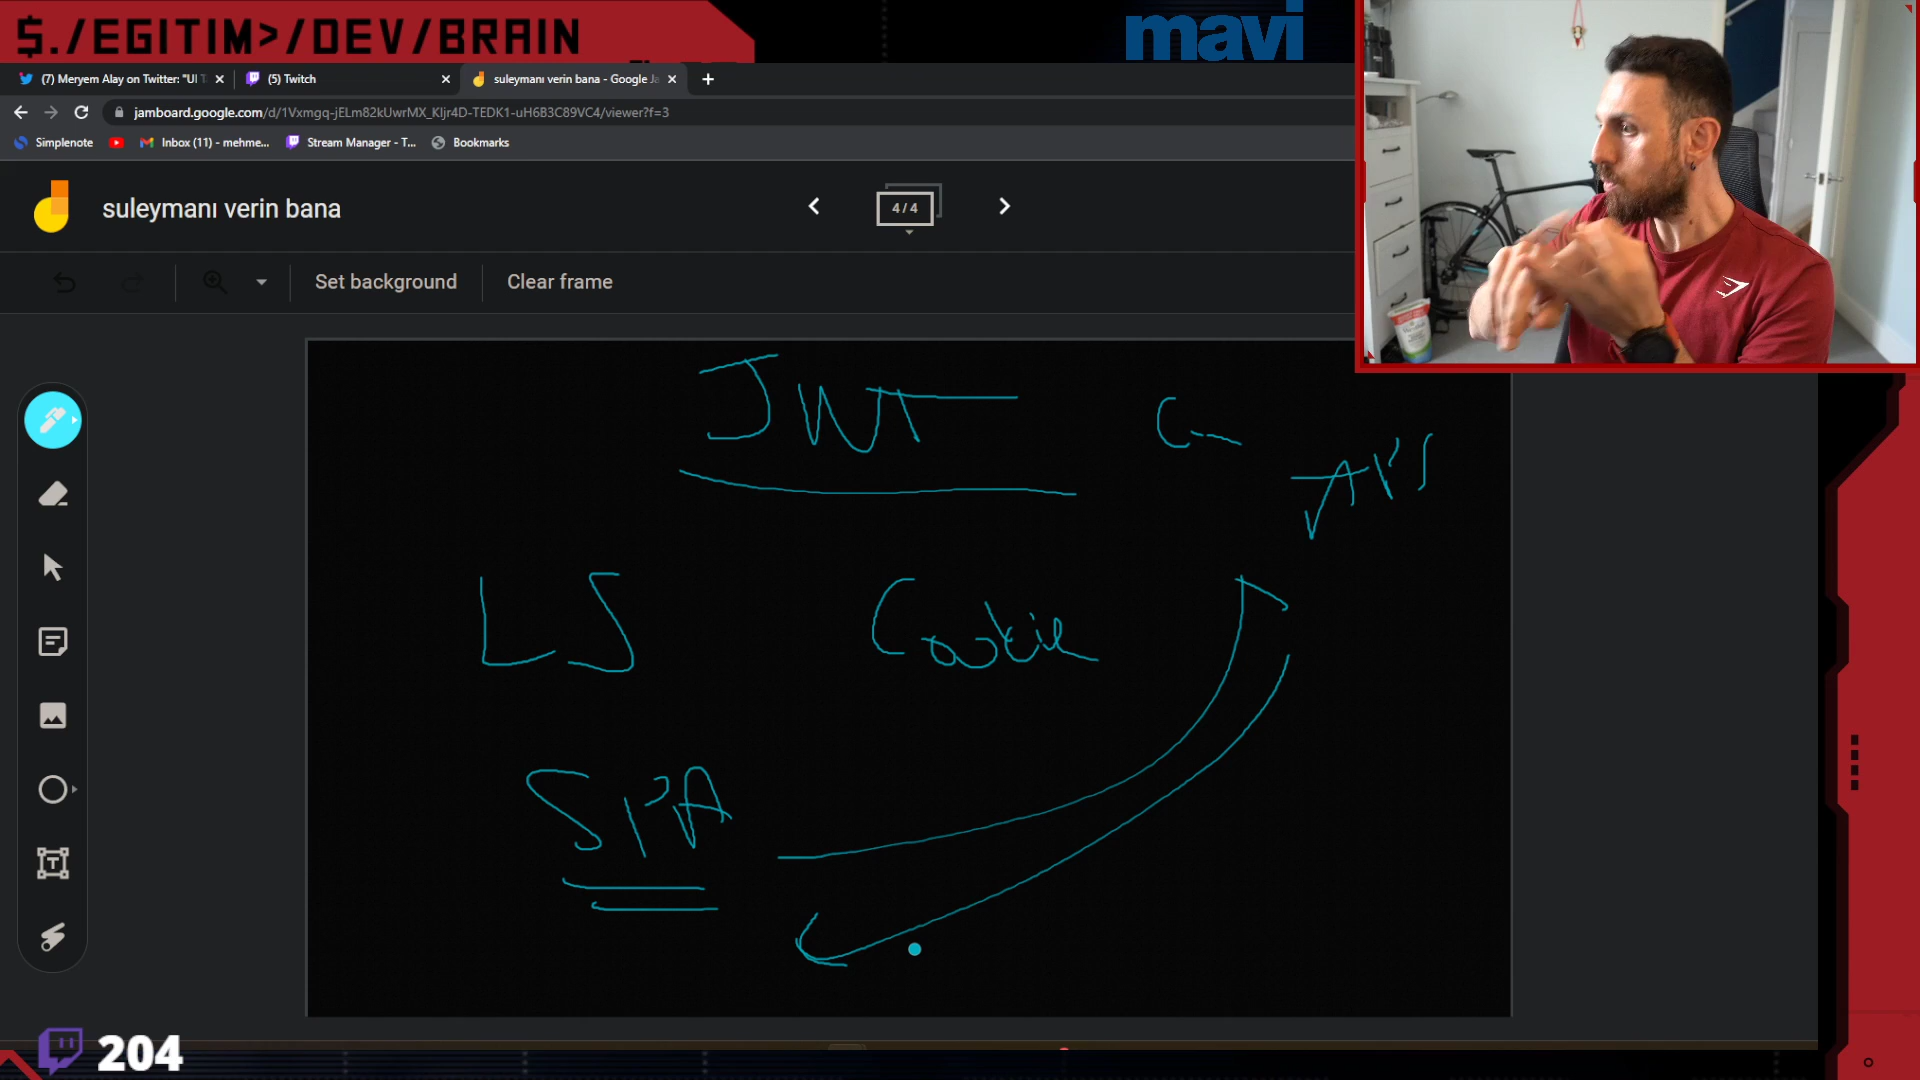 $./EGITIM>/DEV/BRAIN
mavi
(7) Meryem Alay on Twitter: "UI T
(5) Twitch
suleymanı verin bana - Google Ja
jamboard.google.com/d/1Vxmgq-jELm82kUwrMX_KIjr4D-TEDK1-uH6B3C89VC4/viewer?f=3
Simplenote
Inbox (11) - mehme...
Stream Manager - T...
Bookmarks
suleymanı verin bana
4/4
Set background
Clear frame
JWT
API
LS
Cookie
SPA
204